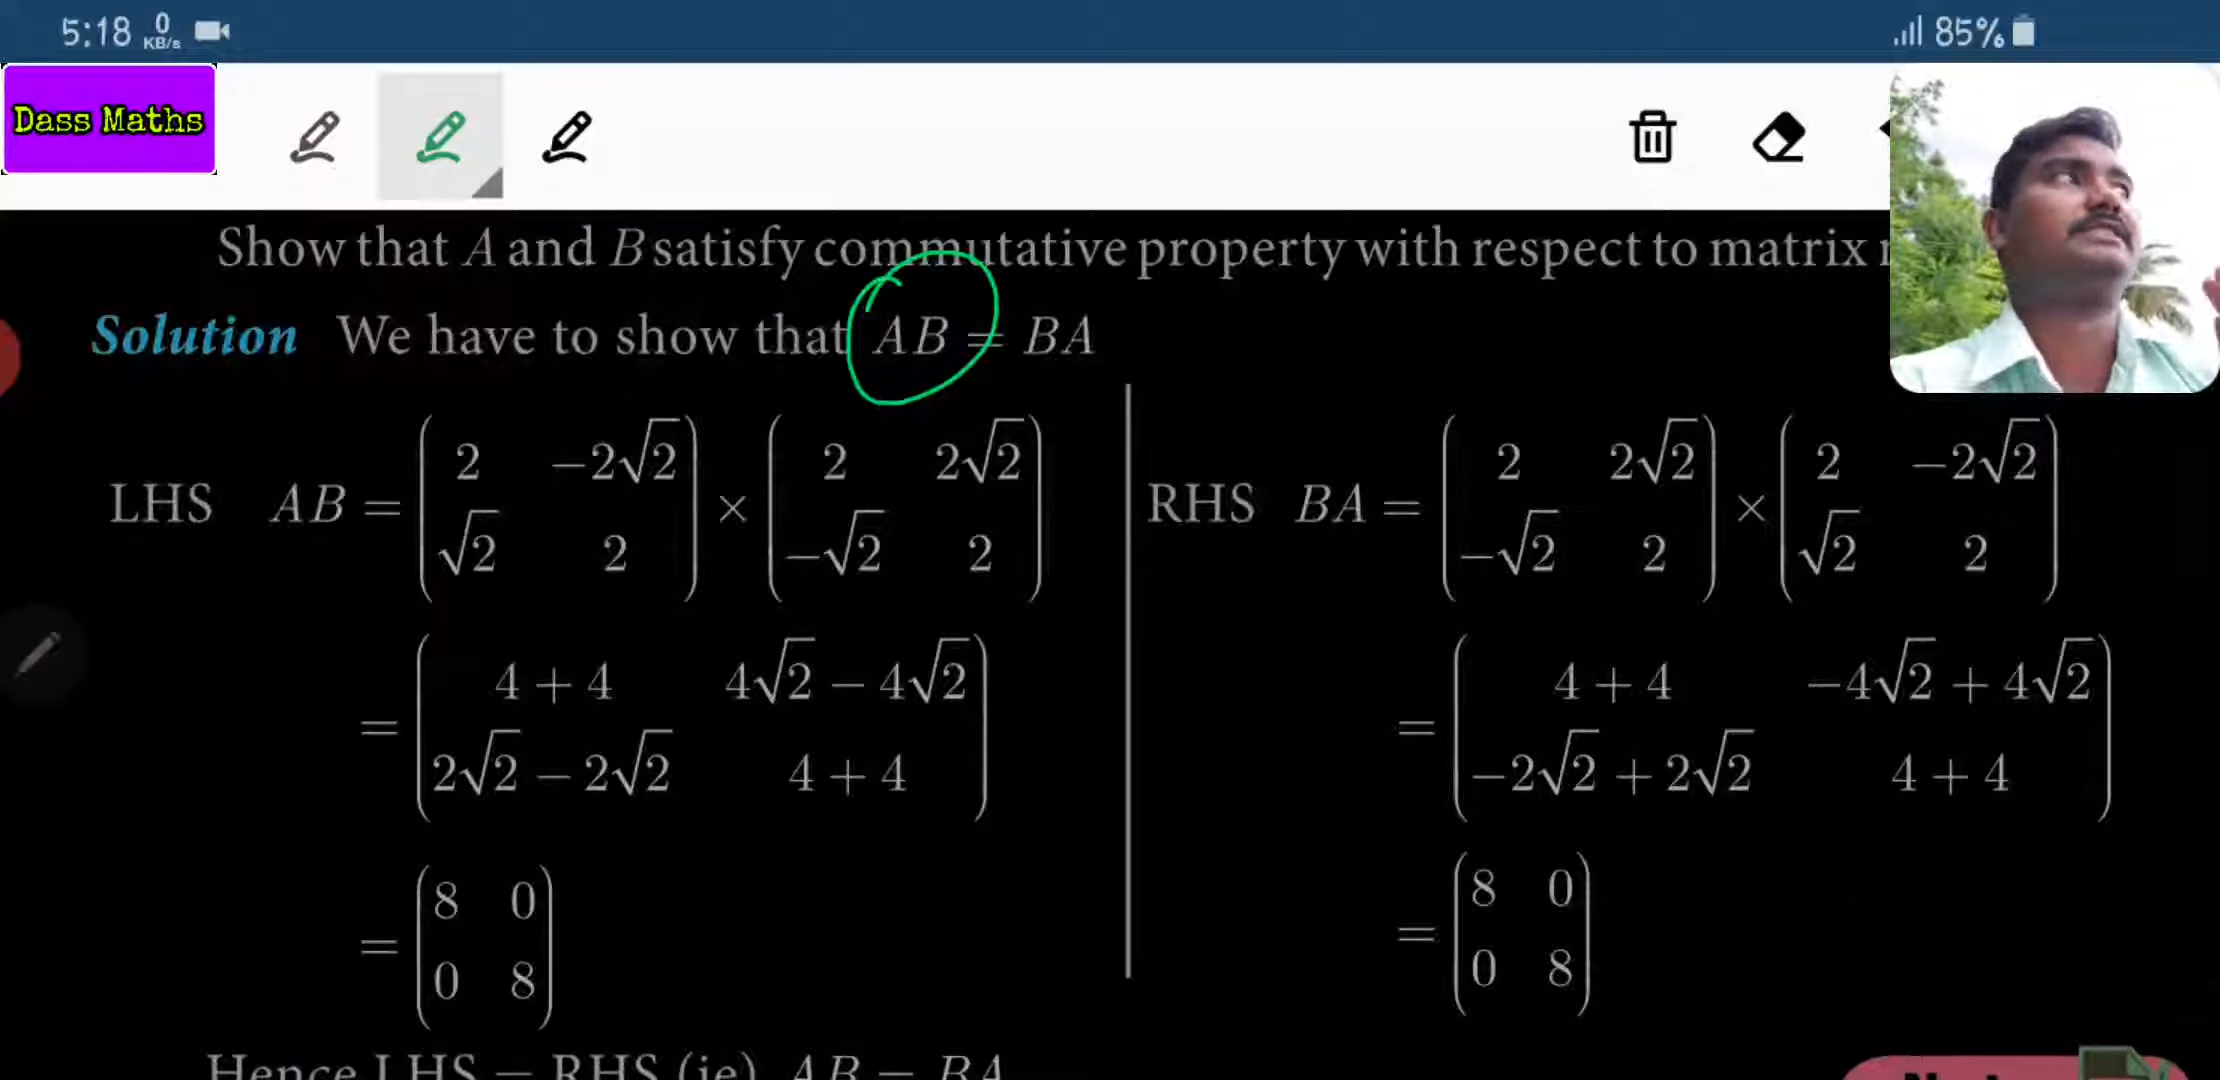 5:18 0 KB/s 85%
Dass Maths
Show that A and B satisfy commutative property with respect to matrix
Solution We have to show that AB = BA
LHS AB = (2 −2√2; √2 2) × (2 2√2; −√2 2)
= (4 + 4 4√2 − 4√2; 2√2 − 2√2 4 + 4)
= (8 0; 0 8)
RHS BA = (2 2√2; −√2 2) × (2 −2√2; √2 2)
= (4 + 4 −4√2 + 4√2; −2√2 + 2√2 4 + 4)
= (8 0; 0 8)
Hence LHS = RHS (ie) AB = BA